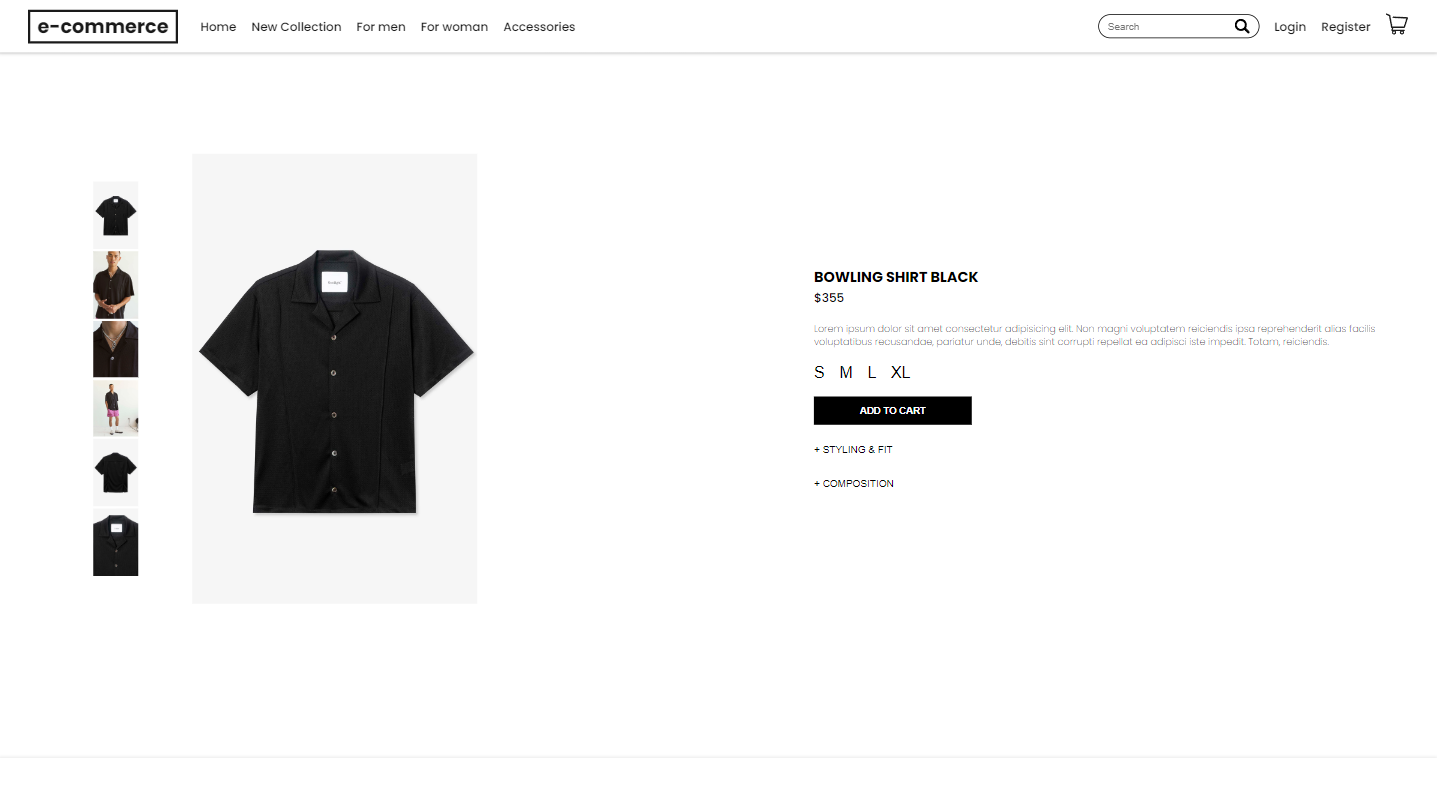 e-commerce
Home
New Collection
For men
For woman
Accessories
Search
Login
Register
BOWLING SHIRT BLACK
$355
Lorem ipsum dolor sit amet consectetur adipisicing elit. Non magni voluptatem reiciendis ipsa reprehenderit alias facilis
voluptatibus recusandae, pariatur unde, debitis sint corrupti repellat ea adipisci iste impedit. Totam, reiciendis.
S M L XL
ADD TO CART
+ STYLING & FIT
+ COMPOSITION